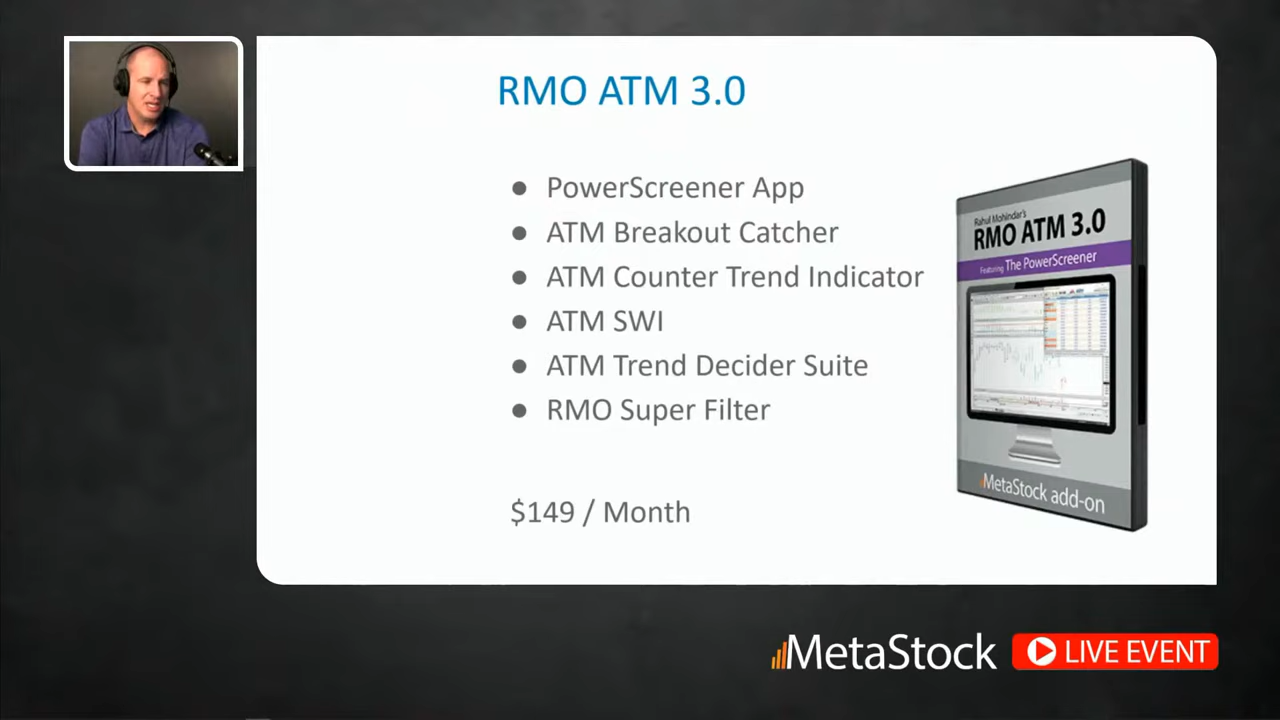 RMO ATM 3.0
● PowerScreener App
● ATM Breakout Catcher
● ATM Counter Trend Indicator
● ATM SWI
● ATM Trend Decider Suite
● RMO Super Filter
$149 / Month
Rahul Mohindar's
RMO ATM 3.0
Featuring The PowerScreener
MetaStock add-on
MetaStock LIVE EVENT